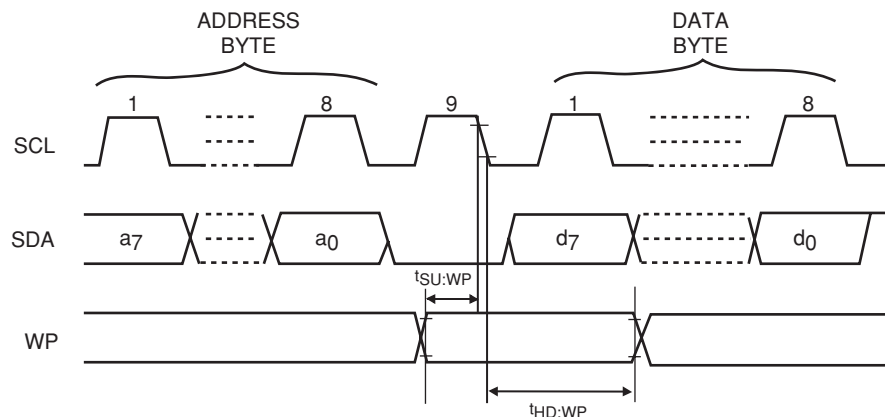 ADDRESS
BYTE
DATA
BYTE
1
8
9
1
8
SCL
SDA
a7
a0
d7
d0
tSU:WP
WP
tHD:WP